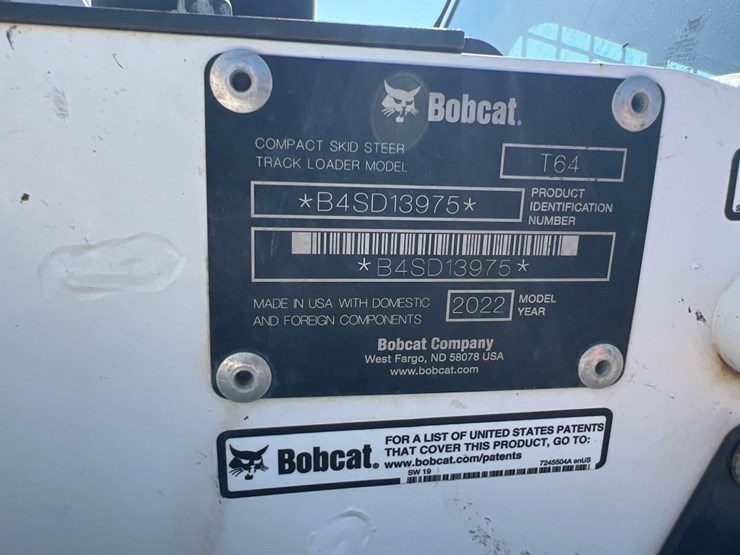 Bobcat.
COMPACT SKID STEER
TRACK LOADER MODEL
T64
*B4SD13975*
PRODUCT
IDENTIFICATION
NUMBER
*B4SD13975*
MADE IN USA WITH DOMESTIC
AND FOREIGN COMPONENTS
2022
MODEL
YEAR
Bobcat Company
West Fargo, ND 58078 USA
www.bobcat.com
Bobcat.
FOR A LIST OF UNITED STATES PATENTS
THAT COVER THIS PRODUCT, GO TO:
www.bobcat.com/patents
7245504A enUS
SW 19